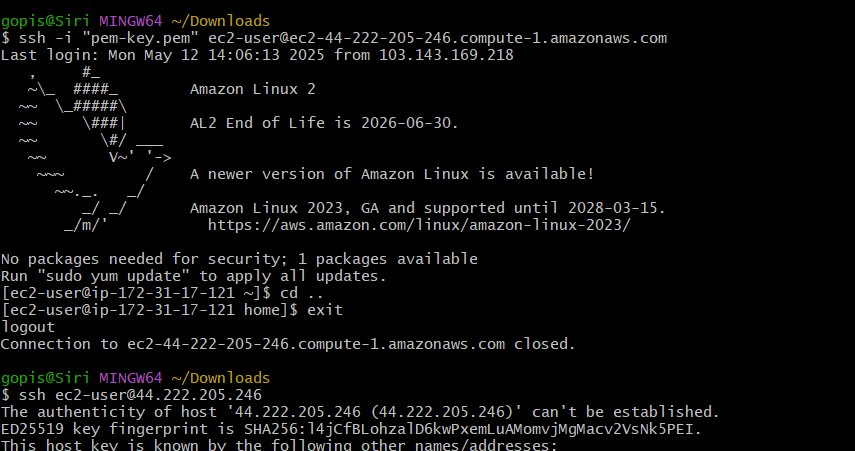 gopis@Siri MINGW64 ~/Downloads
$ ssh -i "pem-key.pem" ec2-user@ec2-44-222-205-246.compute-1.amazonaws.com
Last login: Mon May 12 14:06:13 2025 from 103.143.169.218
   ,     #_
   ~\_  ####_        Amazon Linux 2
  ~~  \_#####\
  ~~     \###|       AL2 End of Life is 2026-06-30.
  ~~       \#/ ___
   ~~       V~' '->
    ~~~         /    A newer version of Amazon Linux is available!
      ~~._.   _/
         _/ _/       Amazon Linux 2023, GA and supported until 2028-03-15.
       _/m/'           https://aws.amazon.com/linux/amazon-linux-2023/
No packages needed for security; 1 packages available
Run "sudo yum update" to apply all updates.
[ec2-user@ip-172-31-17-121 ~]$ cd ..
[ec2-user@ip-172-31-17-121 home]$ exit
logout
Connection to ec2-44-222-205-246.compute-1.amazonaws.com closed.
gopis@Siri MINGW64 ~/Downloads
$ ssh ec2-user@44.222.205.246
The authenticity of host '44.222.205.246 (44.222.205.246)' can't be established.
ED25519 key fingerprint is SHA256:l4jCfBLohzalD6kwPxemLuAMomvjMgMacv2VsNk5PEI.
This host key is known by the following other names/addresses: